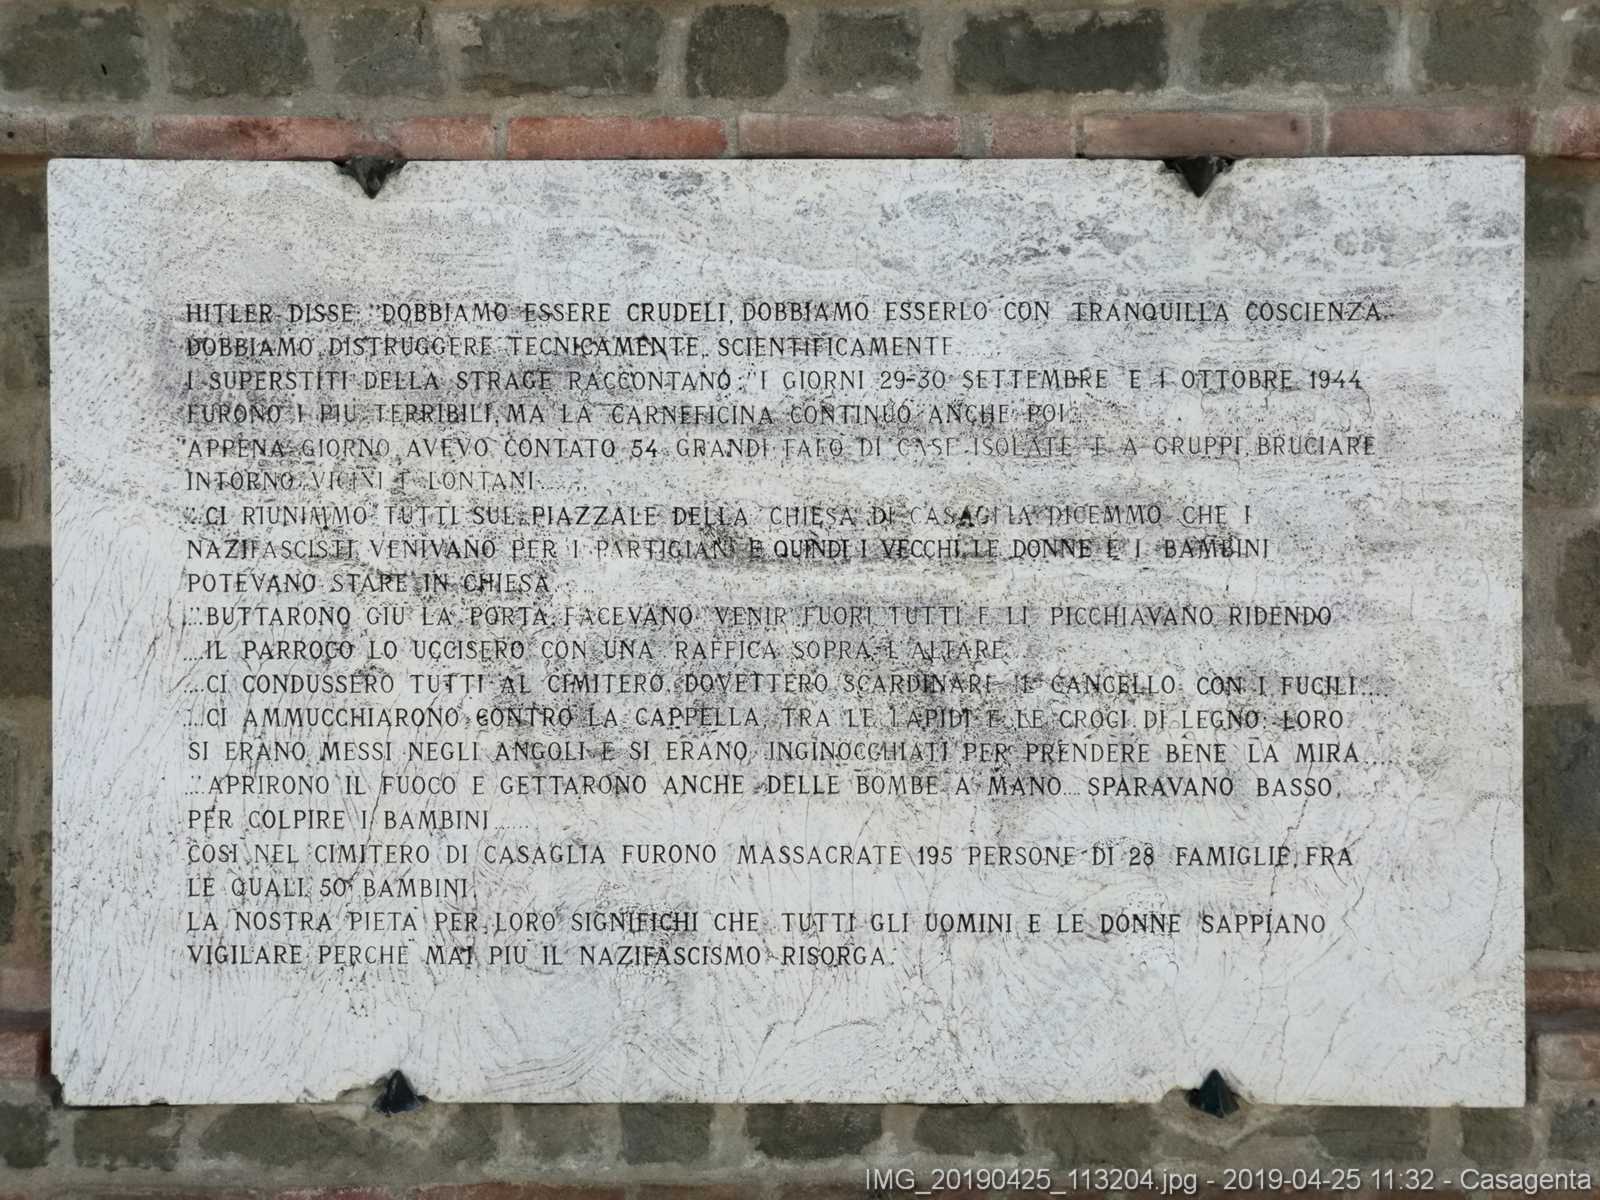 HITLER DISSE: "DOBBIAMO ESSERE CRUDELI, DOBBIAMO ESSERLO CON TRANQUILLA COSCIENZA,
DOBBIAMO DISTRUGGERE TECNICAMENTE, SCIENTIFICAMENTE......
I SUPERSTITI DELLA STRAGE RACCONTANO: "I GIORNI 29-30 SETTEMBRE E 1 OTTOBRE 1944
FURONO I PIU TERRIBILI, MA LA CARNEFICINA CONTINUÒ ANCHE POI"..
"APPENA GIORNO AVEVO CONTATO 54 GRANDI FALO DI CASE ISOLATE E A GRUPPI, BRUCIARE
INTORNO VICINI E LONTANI......
"..CI RIUNIMMO TUTTI SUL PIAZZALE DELLA CHIESA DI CASAGLIA DICEMMO CHE I
NAZIFASCISTI VENIVANO PER I PARTIGIANI E QUINDI I VECCHI, LE DONNE E I BAMBINI
POTEVANO STARE IN CHIESA......
....BUTTARONO GIÙ LA PORTA, FACEVANO VENIR FUORI TUTTI E LI PICCHIAVANO RIDENDO
....IL PARROCO LO UCCISERO CON UNA RAFFICA SOPRA L'ALTARE...
....CI CONDUSSERO TUTTI AL CIMITERO, DOVETTERO SCARDINARE IL CANCELLO CON I FUCILI....
....CI AMMUCCHIARONO CONTRO LA CAPPELLA, TRA LE LAPIDI E LE CROCI DI LEGNO: LORO
SI ERANO MESSI NEGLI ANGOLI E SI ERANO INGINOCCHIATI PER PRENDERE BENE LA MIRA....
....APRIRONO IL FUOCO E GETTARONO ANCHE DELLE BOMBE A MANO... SPARAVANO BASSO,
PER COLPIRE I BAMBINI......
COSI NEL CIMITERO DI CASAGLIA FURONO MASSACRATE 195 PERSONE DI 28 FAMIGLIE, FRA
LE QUALI 50 BAMBINI.
LA NOSTRA PIETÀ PER LORO SIGNIFICHI CHE TUTTI GLI UOMINI E LE DONNE SAPPIANO
VIGILARE PERCHE MAI PIÙ IL NAZIFASCISMO RISORGA.
IMG_20190425_113204.jpg - 2019-04-25 11:32 - Casagenta